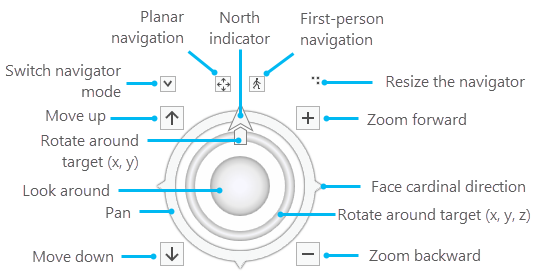 Planar
navigation
North
indicator
First-person
navigation
Switch navigator
mode
Resize the navigator
Move up
Zoom forward
Rotate around
target (x, y)
Look around
Face cardinal direction
Pan
Rotate around target (x, y, z)
Move down
Zoom backward